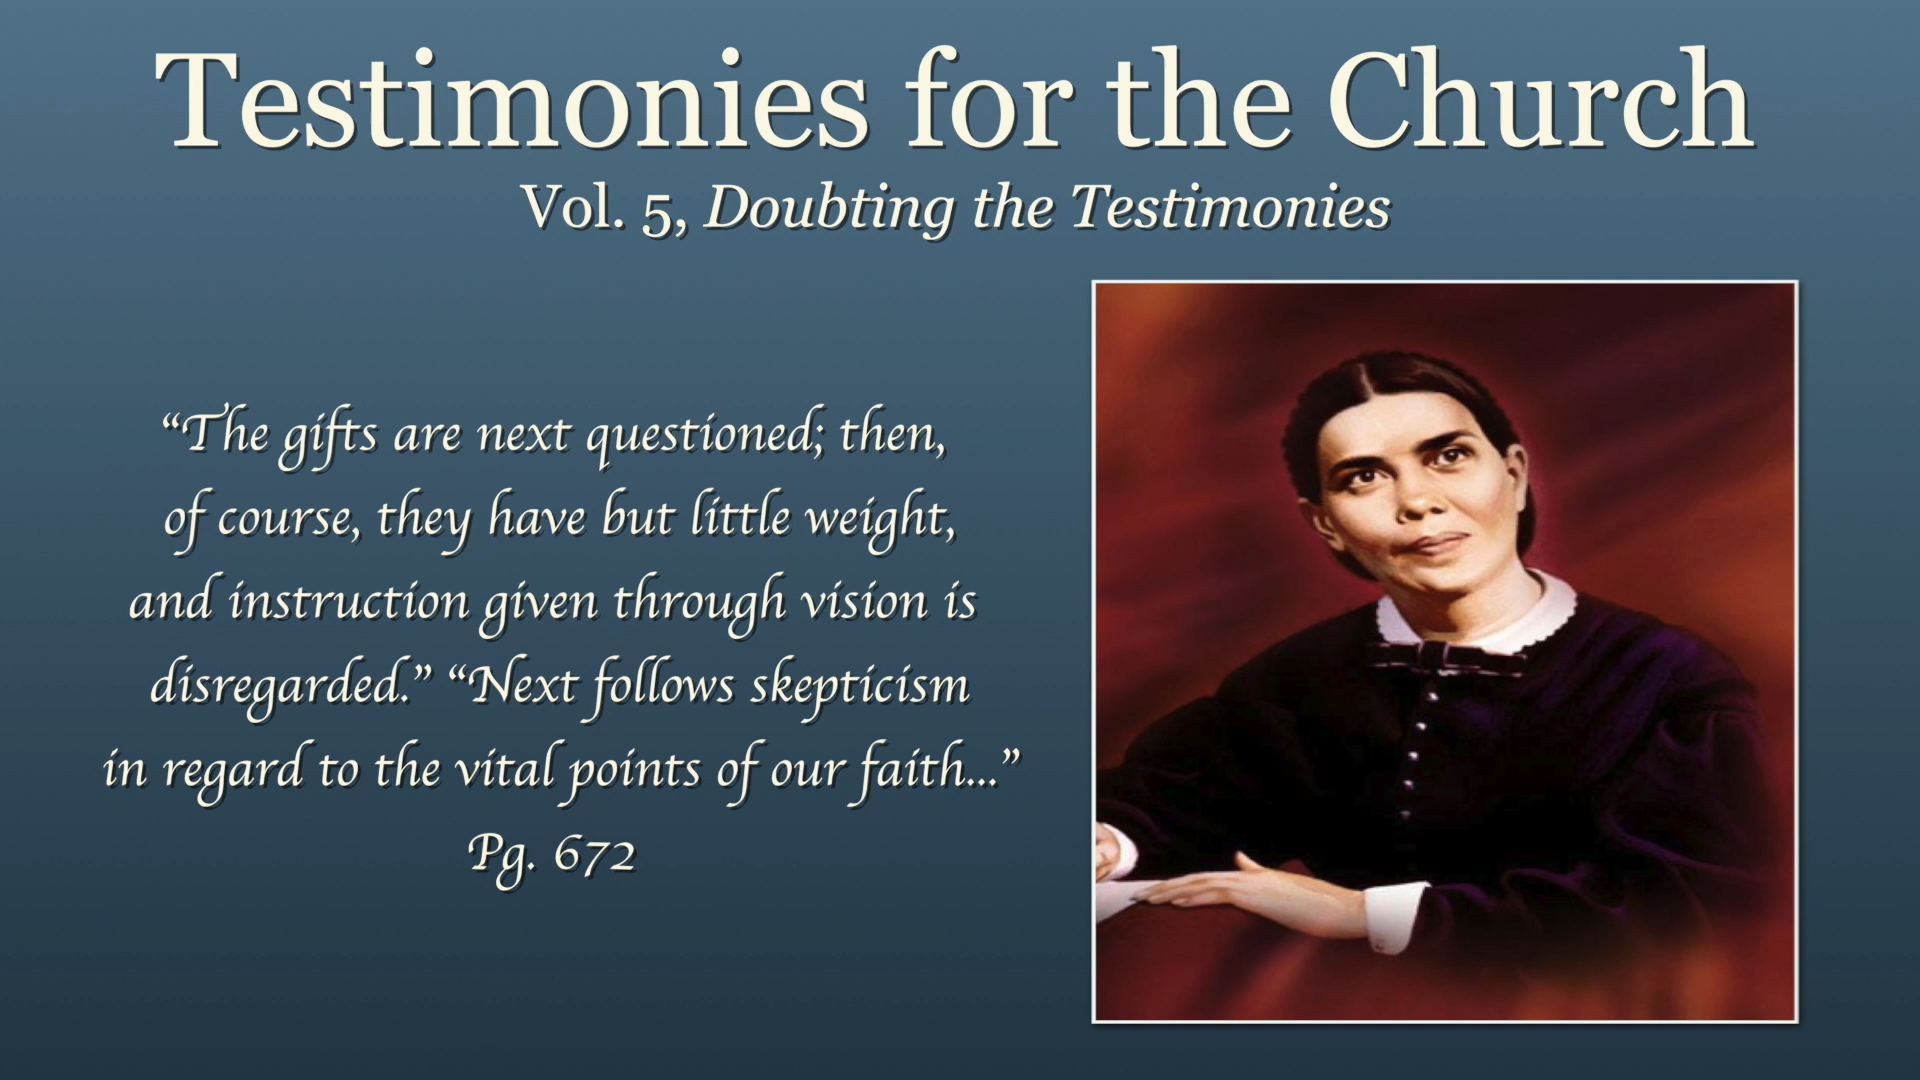 Testimonies for the Church
Vol. 5, Doubting the Testimonies
“The gifts are next questioned; then,
of course, they have but little weight,
and instruction given through vision is
disregarded.” “Next follows skepticism
in regard to the vital points of our faith...”
Pg. 672